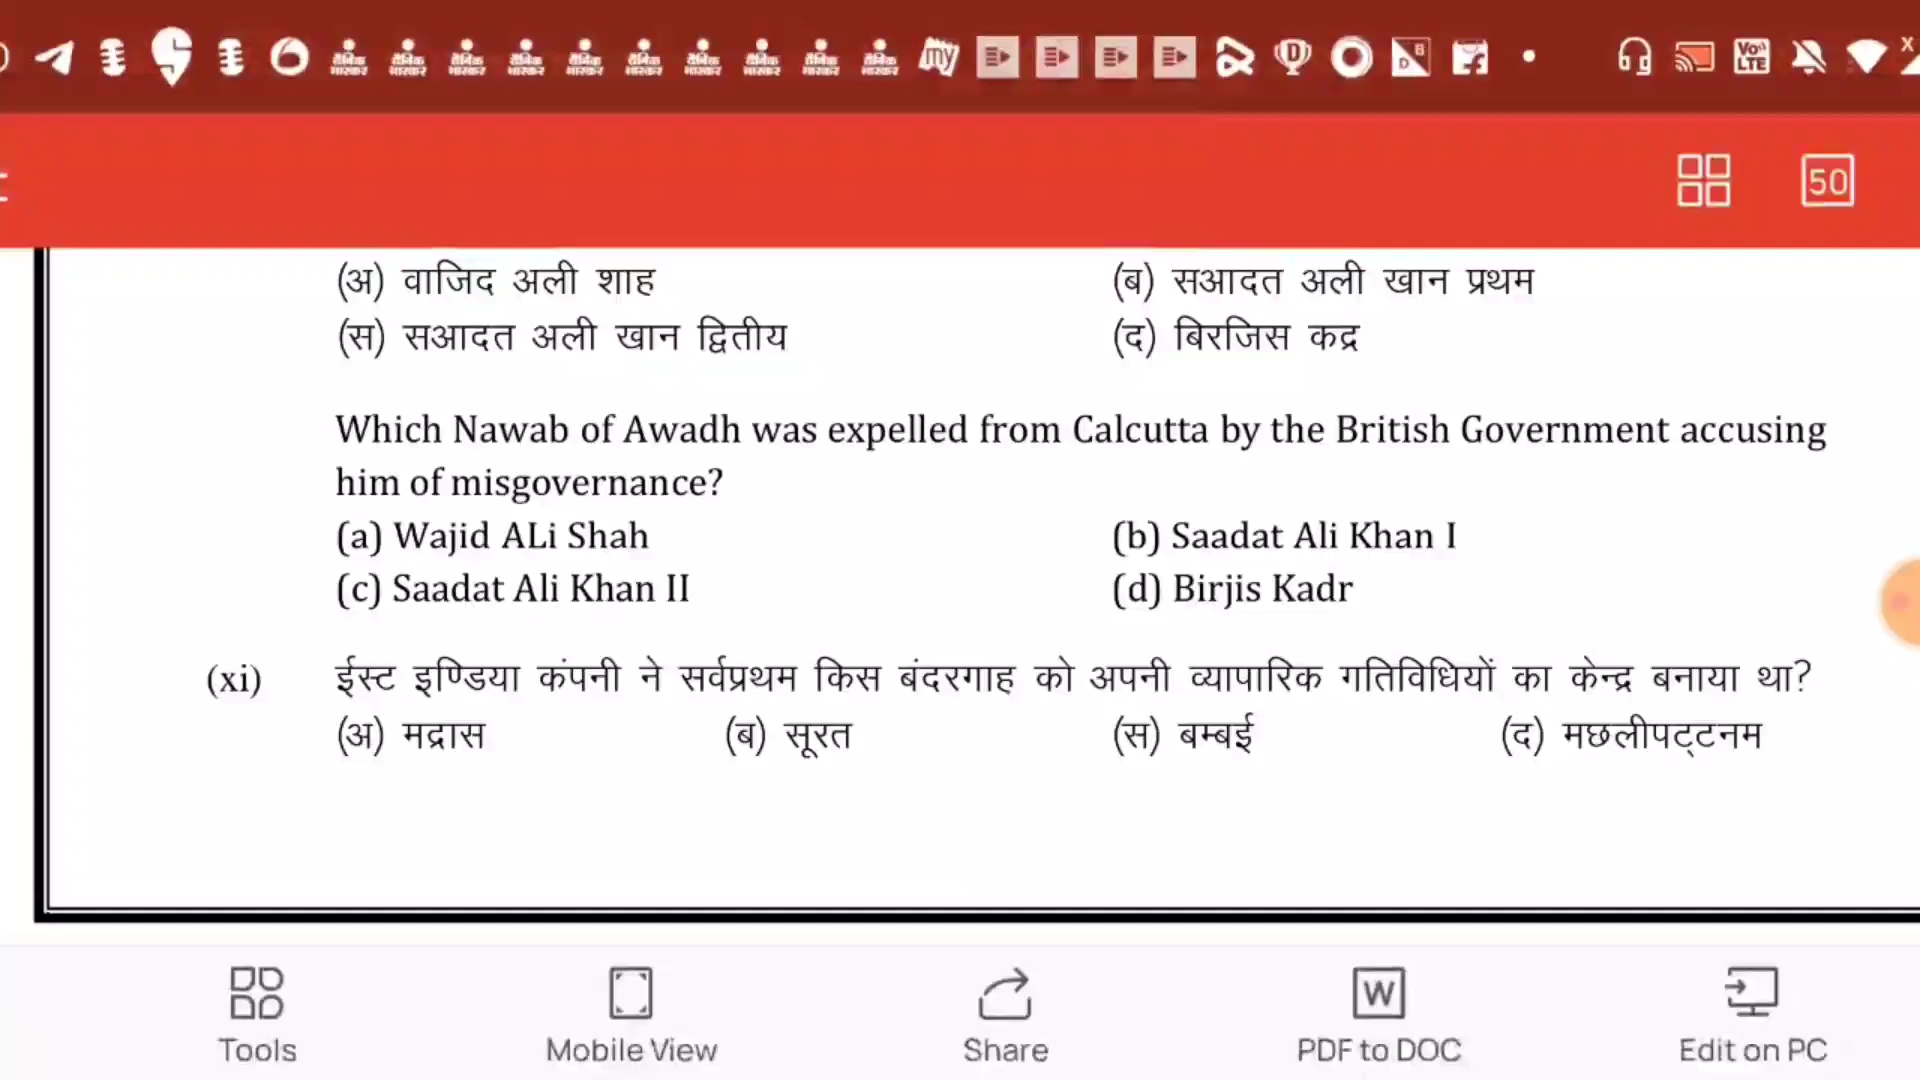 50
(अ) वाजिद अली शाह (ब) सआदत अली खान प्रथम
(स) सआदत अली खान द्वितीय (द) बिरजिस कद्र
Which Nawab of Awadh was expelled from Calcutta by the British Government accusing
him of misgovernance?
(a) Wajid ALi Shah (b) Saadat Ali Khan I
(c) Saadat Ali Khan II (d) Birjis Kadr
(xi) ईस्ट इण्डिया कंपनी ने सर्वप्रथम किस बंदरगाह को अपनी व्यापारिक गतिविधियों का केन्द्र बनाया था?
(अ) मद्रास (ब) सूरत (स) बम्बई (द) मछलीपट्टनम
Tools Mobile View Share PDF to DOC Edit on PC